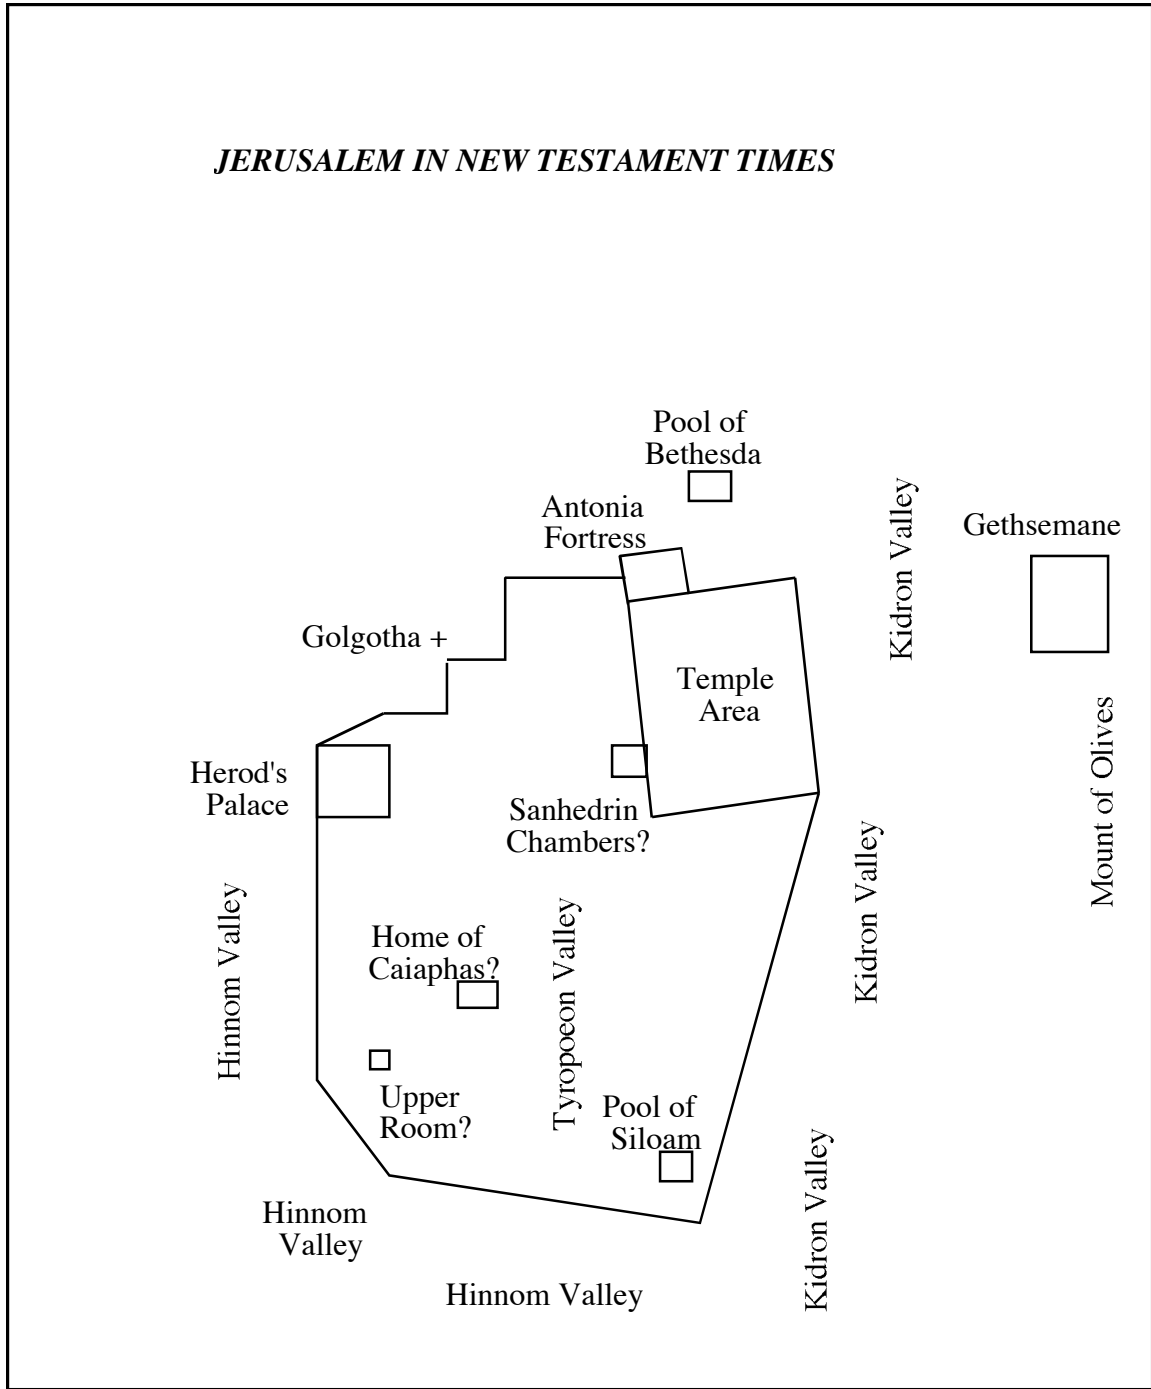 JERUSALEM IN NEW TESTAMENT TIMES
Pool of
Bethesda
Antonia
Fortress
Kidron Valley
Gethsemane
Golgotha +
Temple
Area
Mount of Olives
Herod's
Palace
Sanhedrin
Chambers?
Kidron Valley
Hinnom Valley
Home of
Caiaphas?
Tyropoeon Valley
Upper
Room?
Pool of
Siloam
Kidron Valley
Hinnom
Valley
Hinnom Valley